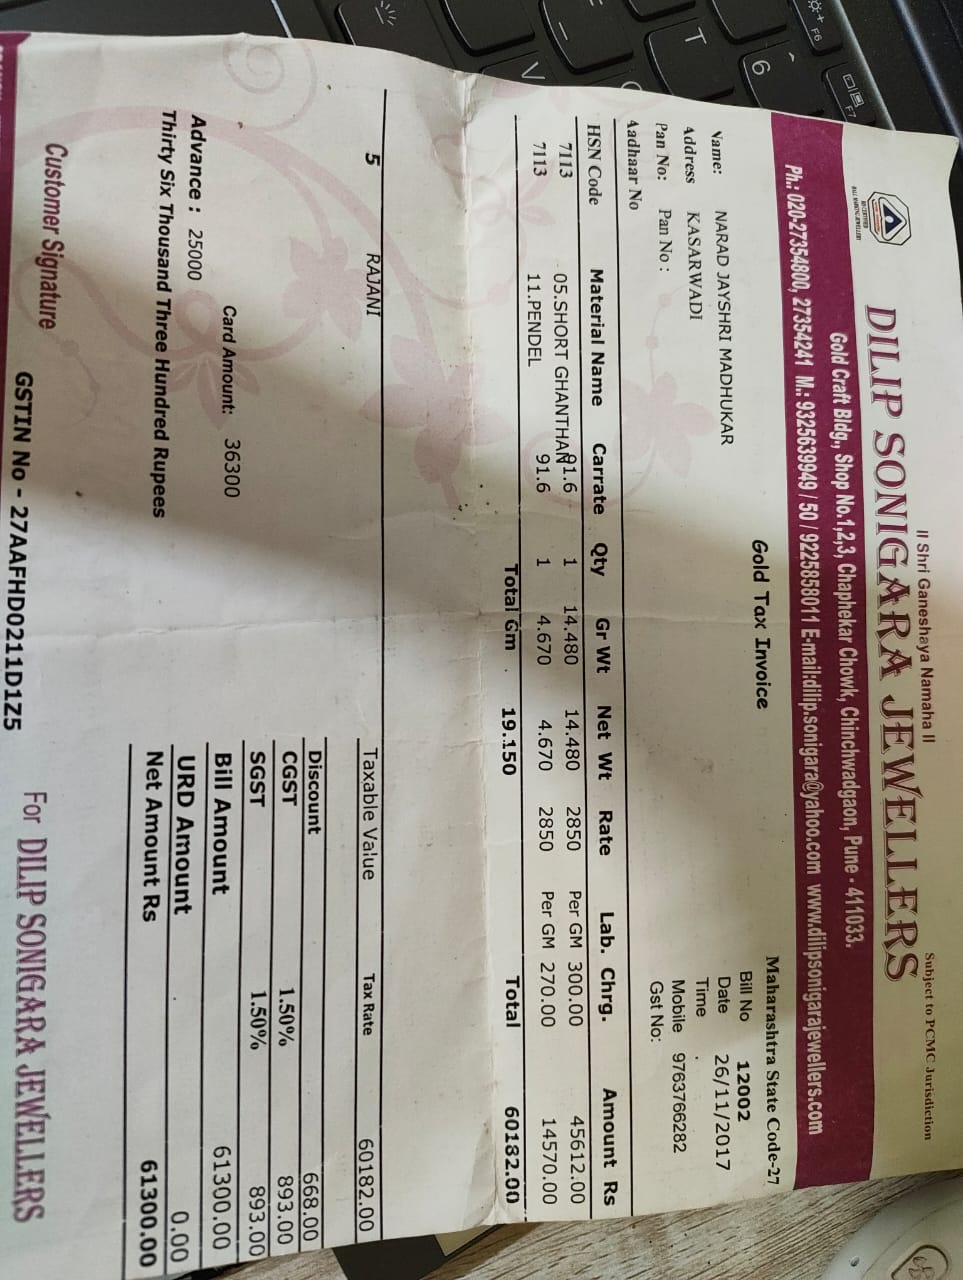 II Shri Ganeshaya Namaha II
Subject to PCMC Jurisdiction
DILIP SONIGARA JEWELLERS
Gold Craft Bldg., Shop No.1,2,3, Chaphekar Chowk, Chinchwadgaon, Pune - 411033.
Ph.: 020-27354800, 27354241 M.: 9325639949 / 50 / 9225858011 E-mail:dilip.sonigara@yahoo.com www.dilipsonigarajewellers.com
Gold Tax Invoice
Maharashtra State Code-27
Name: NARAD JAYSHRI MADHUKAR
Bill No 12002
Address KASARWADI
Date 26/11/2017
Pan No: Pan No :
Time
Aadhaar No
Mobile 9763766282
Gst No:
HSN Code Material Name Carrate Qty Gr Wt Net Wt Rate Lab. Chrg. Amount Rs
7113 05.SHORT GHANTHAN 91.6 1 14.480 14.480 2850 Per GM 300.00 45612.00
7113 11.PENDEL 91.6 1 4.670 4.670 2850 Per GM 270.00 14570.00
Total Gm 19.150 Total 60182.00
5 RAJANI
Taxable Value Tax Rate 60182.00
Discount 668.00
CGST 1.50% 893.00
SGST 1.50% 893.00
Card Amount: 36300
Bill Amount 61300.00
Advance : 25000
URD Amount 0.00
Thirty Six Thousand Three Hundred Rupees
Net Amount Rs 61300.00
Customer Signature
GSTIN No - 27AAFHD0211D1Z5
For DILIP SONIGARA JEWELLERS
F6
F7
6
T
V